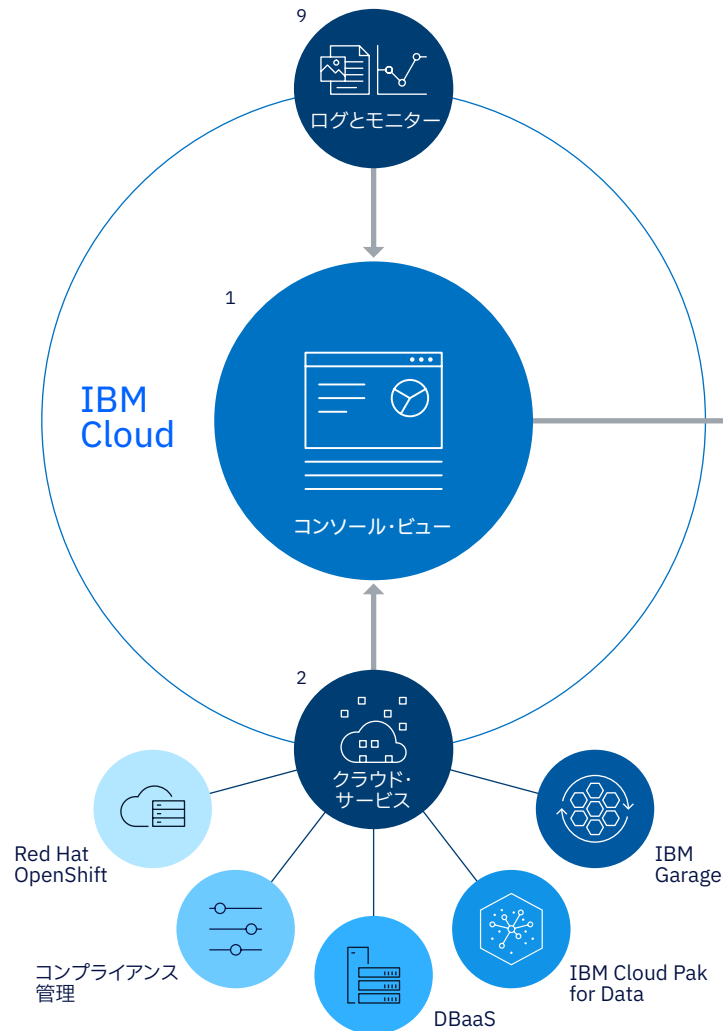 9
ログとモニター
1
IBM
Cloud
コンソール・ビュー
2
クラウド・
サービス
Red Hat
OpenShift
IBM
Garage
コンプライアンス
管理
IBM Cloud Pak
for Data
DBaaS